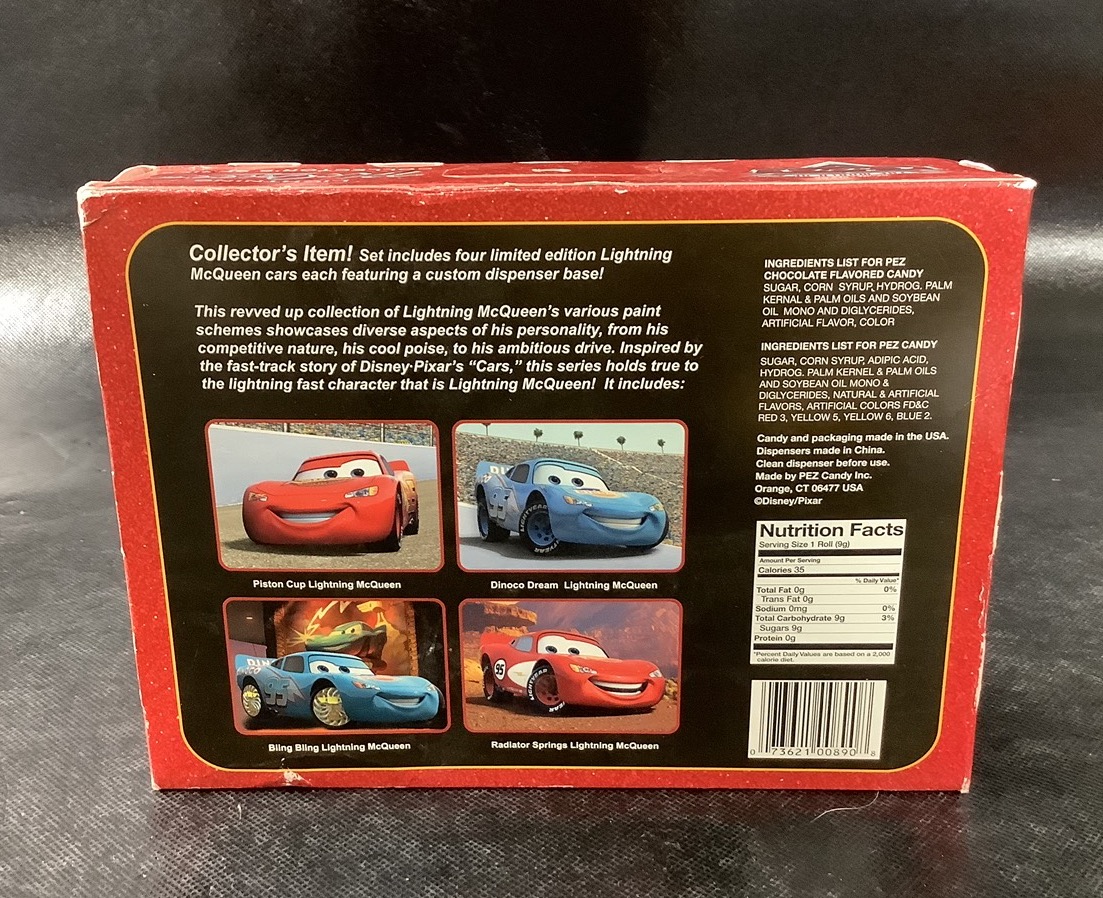 Collector's Item! Set includes four limited edition Lightning
McQueen cars each featuring a custom dispenser base!
This revved up collection of Lightning McQueen's various paint
schemes showcases diverse aspects of his personality, from his
competitive nature, his cool poise, to his ambitious drive. Inspired by
the fast-track story of Disney·Pixar's "Cars," this series holds true to
the lightning fast character that is Lightning McQueen! It includes:
Piston Cup Lightning McQueen
DI
95
LIGHTYEAR
Dinoco Dream Lightning McQueen
DIN
95
Bling Bling Lightning McQueen
95
LIGHTYEAR
Radiator Springs Lightning McQueen
INGREDIENTS LIST FOR PEZ
CHOCOLATE FLAVORED CANDY
SUGAR, CORN SYRUP, HYDROG. PALM
KERNAL & PALM OILS AND SOYBEAN
OIL MONO AND DIGLYCERIDES,
ARTIFICIAL FLAVOR, COLOR
INGREDIENTS LIST FOR PEZ CANDY
SUGAR, CORN SYRUP, ADIPIC ACID,
HYDROG. PALM KERNEL & PALM OILS
AND SOYBEAN OIL MONO &
DIGLYCERIDES, NATURAL & ARTIFICIAL
FLAVORS, ARTIFICIAL COLORS FD&C
RED 3, YELLOW 5, YELLOW 6, BLUE 2.
Candy and packaging made in the USA.
Dispensers made in China.
Clean dispenser before use.
Made by PEZ Candy Inc.
Orange, CT 06477 USA
©Disney/Pixar
Nutrition Facts
Serving Size 1 Roll (9g)
Amount Per Serving
Calories 35
% Daily Value*
Total Fat 0g 0%
Trans Fat 0g
Sodium 0mg 0%
Total Carbohydrate 9g 3%
Sugars 9g
Protein 0g
*Percent Daily Values are based on a 2,000
calorie diet.
0 73621 00890 8